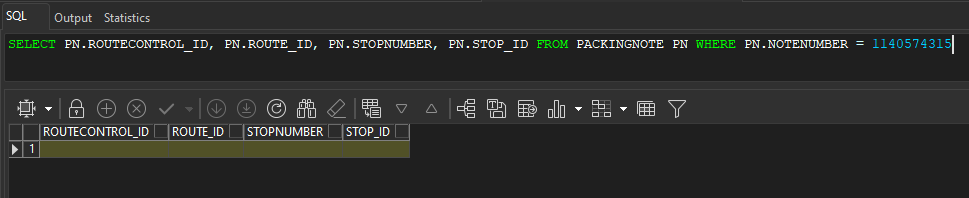 SQL Output Statistics
SELECT PN.ROUTECONTROL_ID, PN.ROUTE_ID, PN.STOPNUMBER, PN.STOP_ID FROM PACKINGNOTE PN WHERE PN.NOTENUMBER = 1140574315
ROUTECONTROL_ID ROUTE_ID STOPNUMBER STOP_ID
1